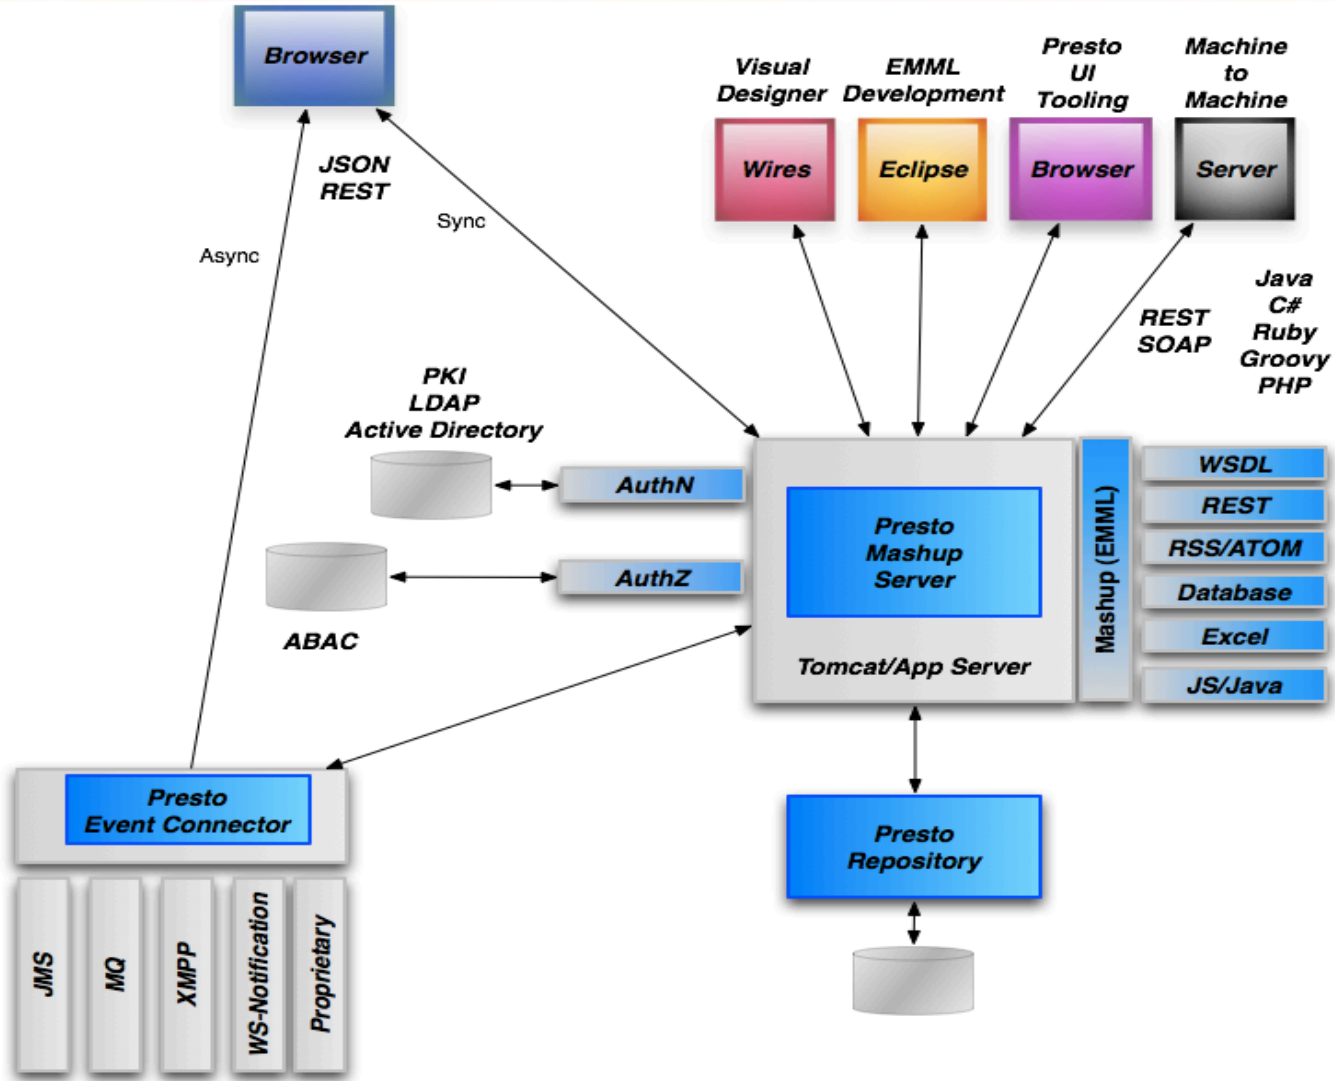 Browser
JSON
REST
Sync
Async
Visual
Designer
EMML
Development
Presto
UI
Tooling
Machine
to
Machine
Wires
Eclipse
Browser
Server
REST
SOAP
Java
C#
Ruby
Groovy
PHP
PKI
LDAP
Active Directory
AuthN
AuthZ
ABAC
Presto
Mashup
Server
Tomcat/App Server
Mashup (EMML)
WSDL
REST
RSS/ATOM
Database
Excel
JS/Java
Presto
Event Connector
JMS
MQ
XMPP
WS-Notification
Proprietary
Presto
Repository